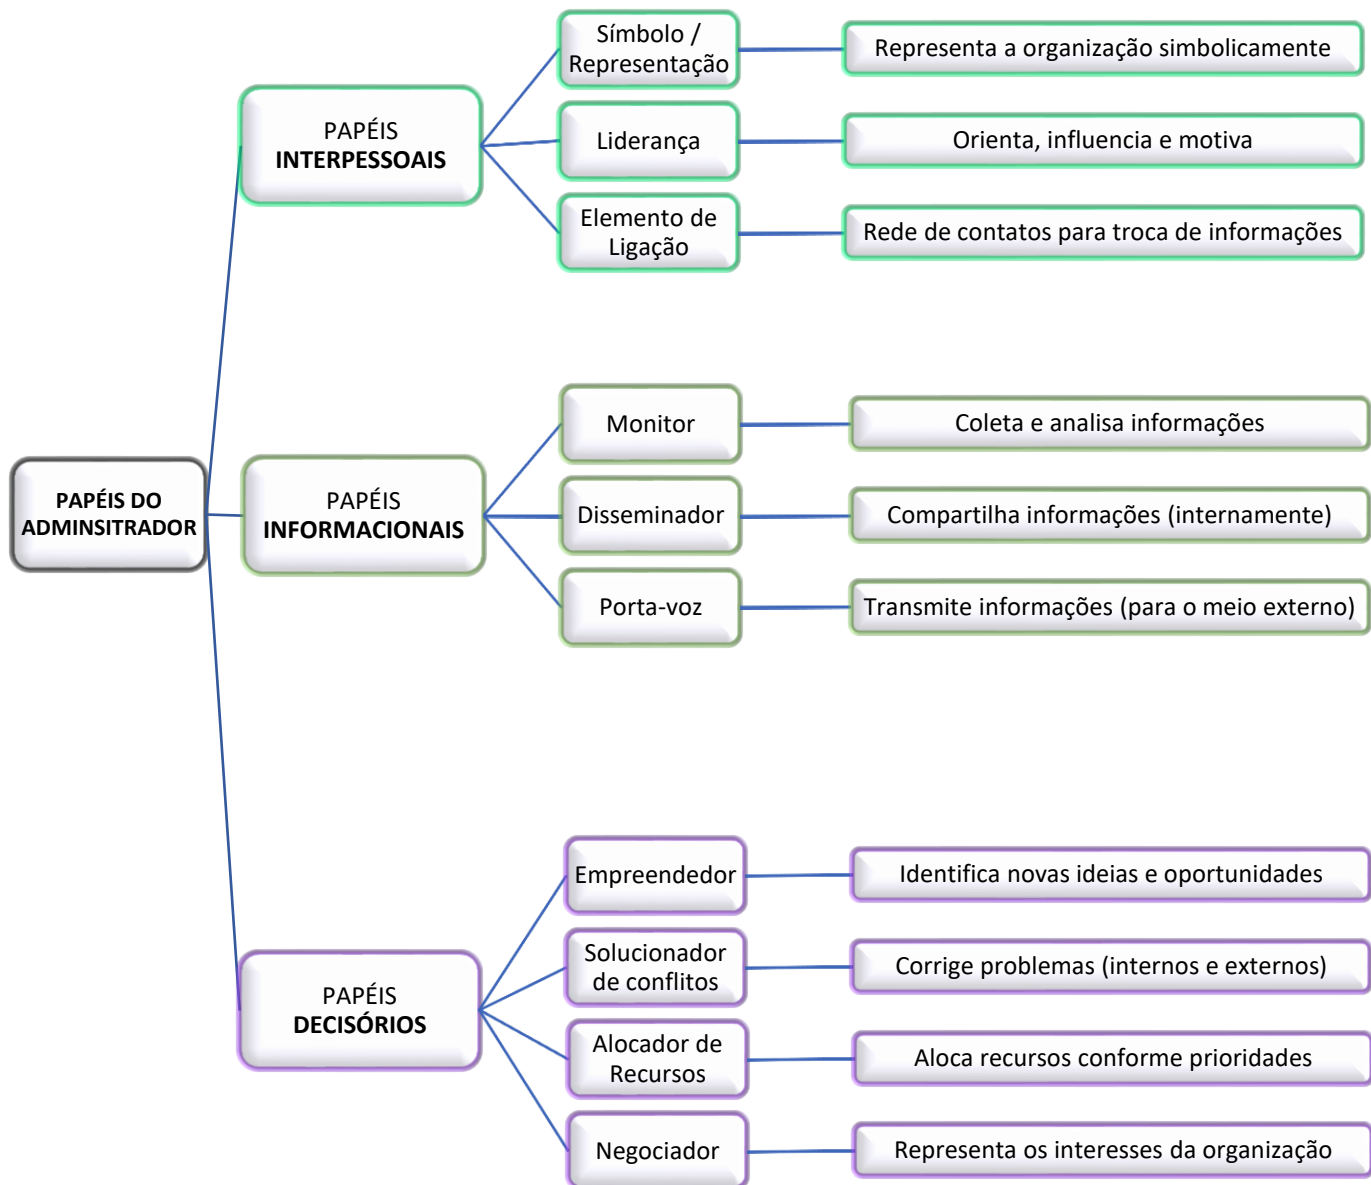 PAPÉIS DO
ADMINSITRADOR
PAPÉIS
INTERPESSOAIS
Símbolo /
Representação
Representa a organização simbolicamente
Liderança
Orienta, influencia e motiva
Elemento de
Ligação
Rede de contatos para troca de informações
PAPÉIS
INFORMACIONAIS
Monitor
Coleta e analisa informações
Disseminador
Compartilha informações (internamente)
Porta-voz
Transmite informações (para o meio externo)
PAPÉIS
DECISÓRIOS
Empreendedor
Identifica novas ideias e oportunidades
Solucionador
de conflitos
Corrige problemas (internos e externos)
Alocador de
Recursos
Aloca recursos conforme prioridades
Negociador
Representa os interesses da organização